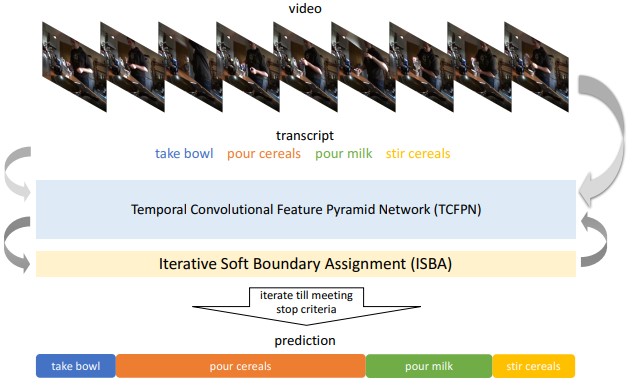 video
transcript
take bowl pour cereals pour milk stir cereals
Temporal Convolutional Feature Pyramid Network (TCFPN)
Iterative Soft Boundary Assignment (ISBA)
iterate till meeting
stop criteria
prediction
take bowl pour cereals pour milk stir cereals